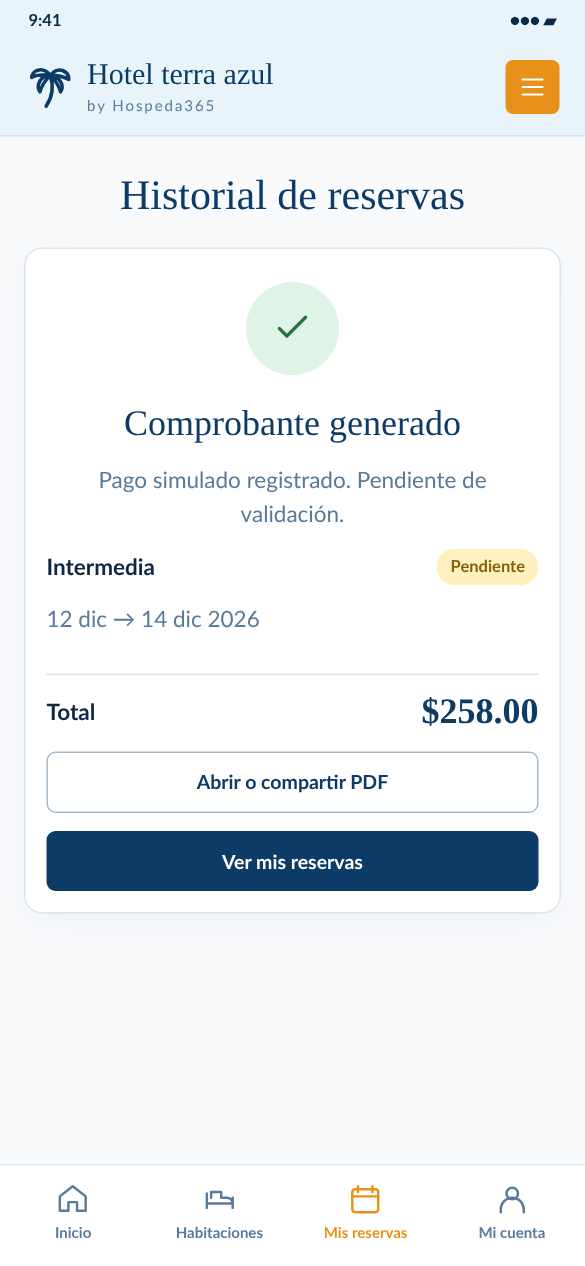 9:41
Hotel terra azul
by Hospeda365
Historial de reservas
Comprobante generado
Pago simulado registrado. Pendiente de
validación.
Intermedia
Pendiente
12 dic → 14 dic 2026
Total
$258.00
Abrir o compartir PDF
Ver mis reservas
Inicio
Habitaciones
Mis reservas
Mi cuenta